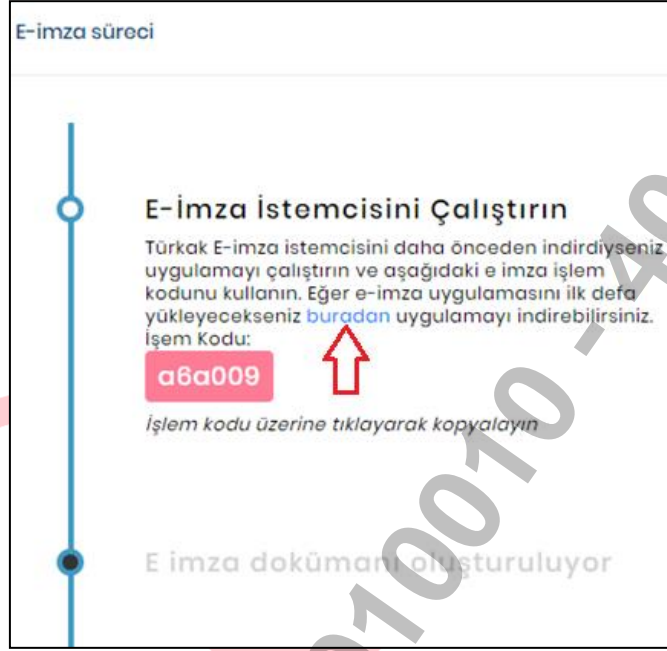 E-imza süreci
E-İmza İstemcisini Çalıştırın
Türkak E-imza istemcisini daha önceden indirdiyseniz
uygulamayı çalıştırın ve aşağıdaki e imza işlem
kodunu kullanın. Eğer e-imza uygulamasını ilk defa
yükleyecekseniz buradan uygulamayı indirebilirsiniz.
İşem Kodu:
a6a009
İşlem kodu üzerine tıklayarak kopyalayın
E imza dokümanı oluşturuluyor